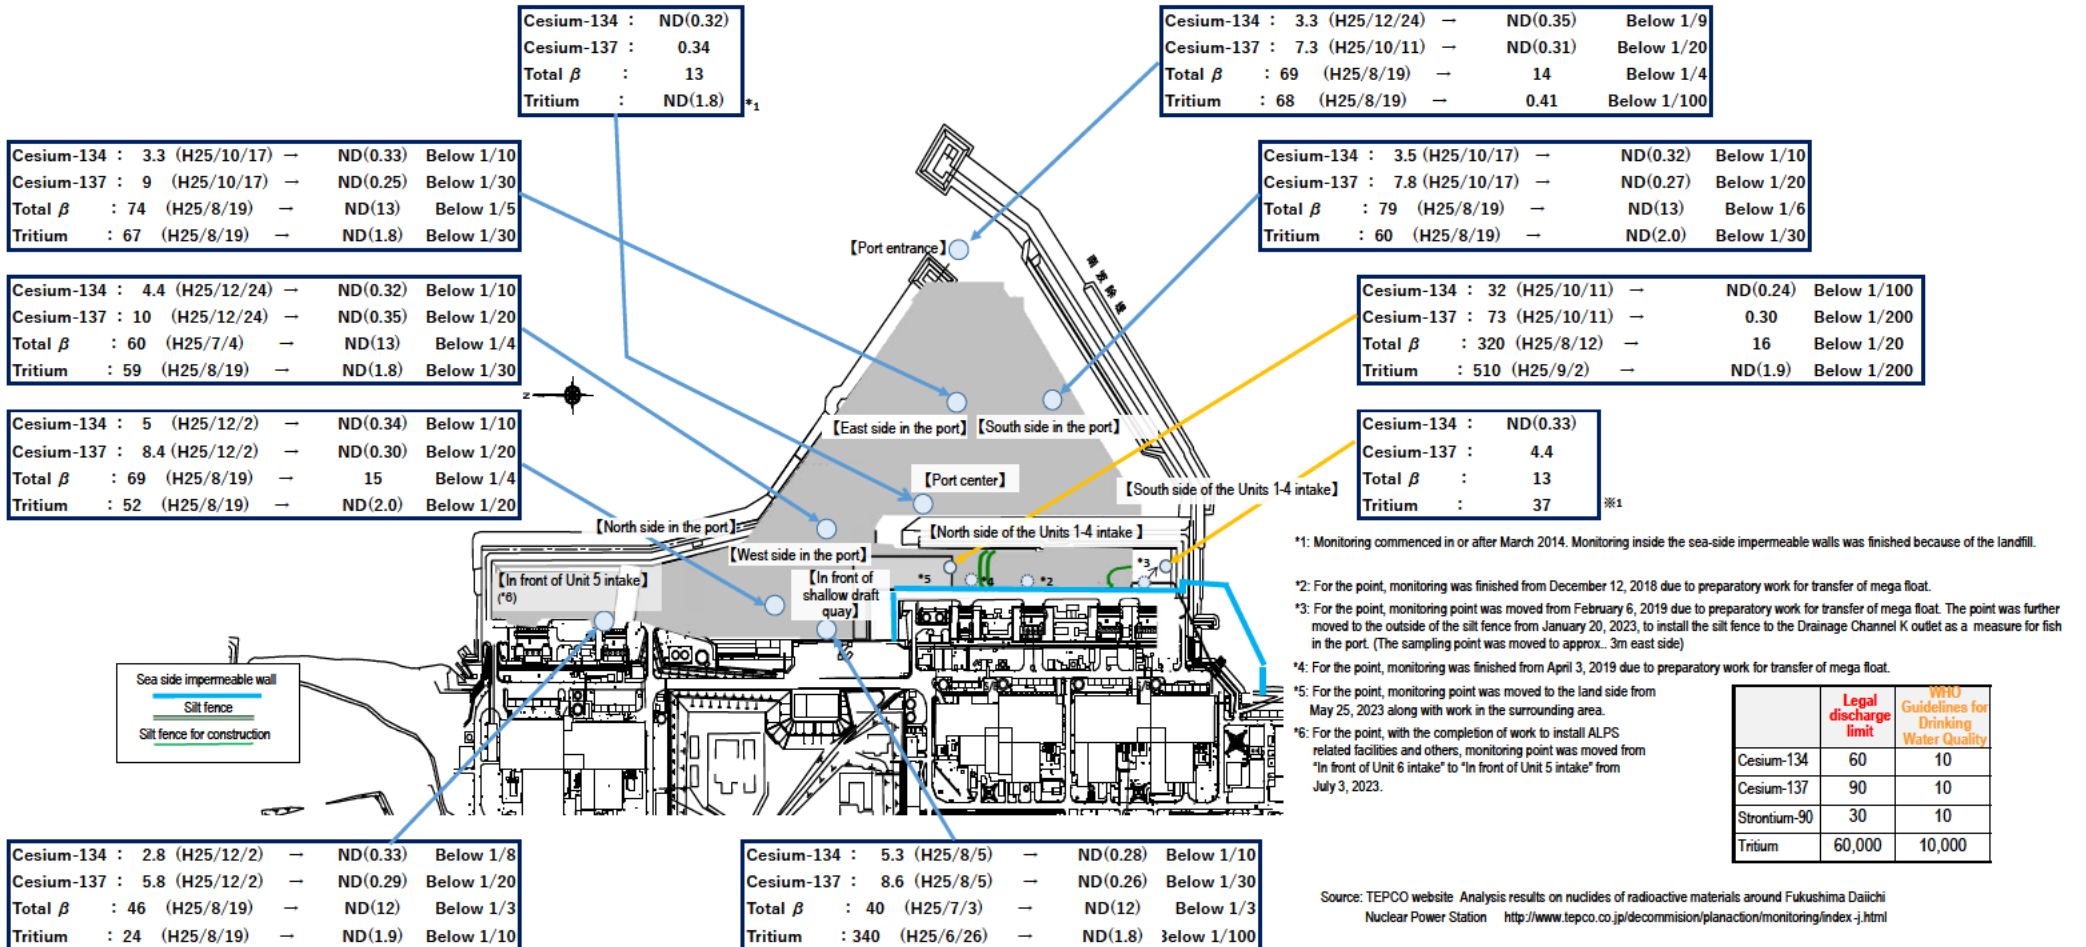 Cesium-134 : ND(0.32)
Cesium-137 : 0.34
Total β : 13
Tritium : ND(1.8) *1
Cesium-134 : 3.3 (H25/12/24) → ND(0.35) Below 1/9
Cesium-137 : 7.3 (H25/10/11) → ND(0.31) Below 1/20
Total β : 69 (H25/8/19) → 14 Below 1/4
Tritium : 68 (H25/8/19) → 0.41 Below 1/100
Cesium-134 : 3.3 (H25/10/17) → ND(0.33) Below 1/10
Cesium-137 : 9 (H25/10/17) → ND(0.25) Below 1/30
Total β : 74 (H25/8/19) → ND(13) Below 1/5
Tritium : 67 (H25/8/19) → ND(1.8) Below 1/30
Cesium-134 : 3.5 (H25/10/17) → ND(0.32) Below 1/10
Cesium-137 : 7.8 (H25/10/17) → ND(0.27) Below 1/20
Total β : 79 (H25/8/19) → ND(13) Below 1/6
Tritium : 60 (H25/8/19) → ND(2.0) Below 1/30
Cesium-134 : 4.4 (H25/12/24) → ND(0.32) Below 1/10
Cesium-137 : 10 (H25/12/24) → ND(0.35) Below 1/20
Total β : 60 (H25/7/4) → ND(13) Below 1/4
Tritium : 59 (H25/8/19) → ND(1.8) Below 1/30
Cesium-134 : 32 (H25/10/11) → ND(0.24) Below 1/100
Cesium-137 : 73 (H25/10/11) → 0.30 Below 1/200
Total β : 320 (H25/8/12) → 16 Below 1/20
Tritium : 510 (H25/9/2) → ND(1.9) Below 1/200
Cesium-134 : 5 (H25/12/2) → ND(0.34) Below 1/10
Cesium-137 : 8.4 (H25/12/2) → ND(0.30) Below 1/20
Total β : 69 (H25/8/19) → 15 Below 1/4
Tritium : 52 (H25/8/19) → ND(2.0) Below 1/20
Cesium-134 : ND(0.33)
Cesium-137 : 4.4
Total β : 13
Tritium : 37 ※1
【Port entrance】
N
【East side in the port】
【South side in the port】
【Port center】
【South side of the Units 1-4 intake】
【North side in the port】
【North side of the Units 1-4 intake 】
【West side in the port】
【In front of Unit 5 intake】
(*6)
【In front of
shallow draft
quay】
*5
*4
*2
*3
Sea side impermeable wall
Silt fence
Silt fence for construction
*1: Monitoring commenced in or after March 2014. Monitoring inside the sea-side impermeable walls was finished because of the landfill.
*2: For the point, monitoring was finished from December 12, 2018 due to preparatory work for transfer of mega float.
*3: For the point, monitoring point was moved from February 6, 2019 due to preparatory work for transfer of mega float. The point was further
moved to the outside of the silt fence from January 20, 2023, to install the silt fence to the Drainage Channel K outlet as a measure for fish
in the port. (The sampling point was moved to approx.. 3m east side)
*4: For the point, monitoring was finished from April 3, 2019 due to preparatory work for transfer of mega float.
*5: For the point, monitoring point was moved to the land side from
May 25, 2023 along with work in the surrounding area.
*6: For the point, with the completion of work to install ALPS
related facilities and others, monitoring point was moved from
“In front of Unit 6 intake” to “In front of Unit 5 intake” from
July 3, 2023.
Legal discharge limit
WHO Guidelines for Drinking Water Quality
Cesium-134 60 10
Cesium-137 90 10
Strontium-90 30 10
Tritium 60,000 10,000
Cesium-134 : 2.8 (H25/12/2) → ND(0.33) Below 1/8
Cesium-137 : 5.8 (H25/12/2) → ND(0.29) Below 1/20
Total β : 46 (H25/8/19) → ND(12) Below 1/3
Tritium : 24 (H25/8/19) → ND(1.9) Below 1/10
Cesium-134 : 5.3 (H25/8/5) → ND(0.28) Below 1/10
Cesium-137 : 8.6 (H25/8/5) → ND(0.26) Below 1/30
Total β : 40 (H25/7/3) → ND(12) Below 1/3
Tritium : 340 (H25/6/26) → ND(1.8) Below 1/100
Source: TEPCO website Analysis results on nuclides of radioactive materials around Fukushima Daiichi
Nuclear Power Station http://www.tepco.co.jp/decommision/planaction/monitoring/index-j.html